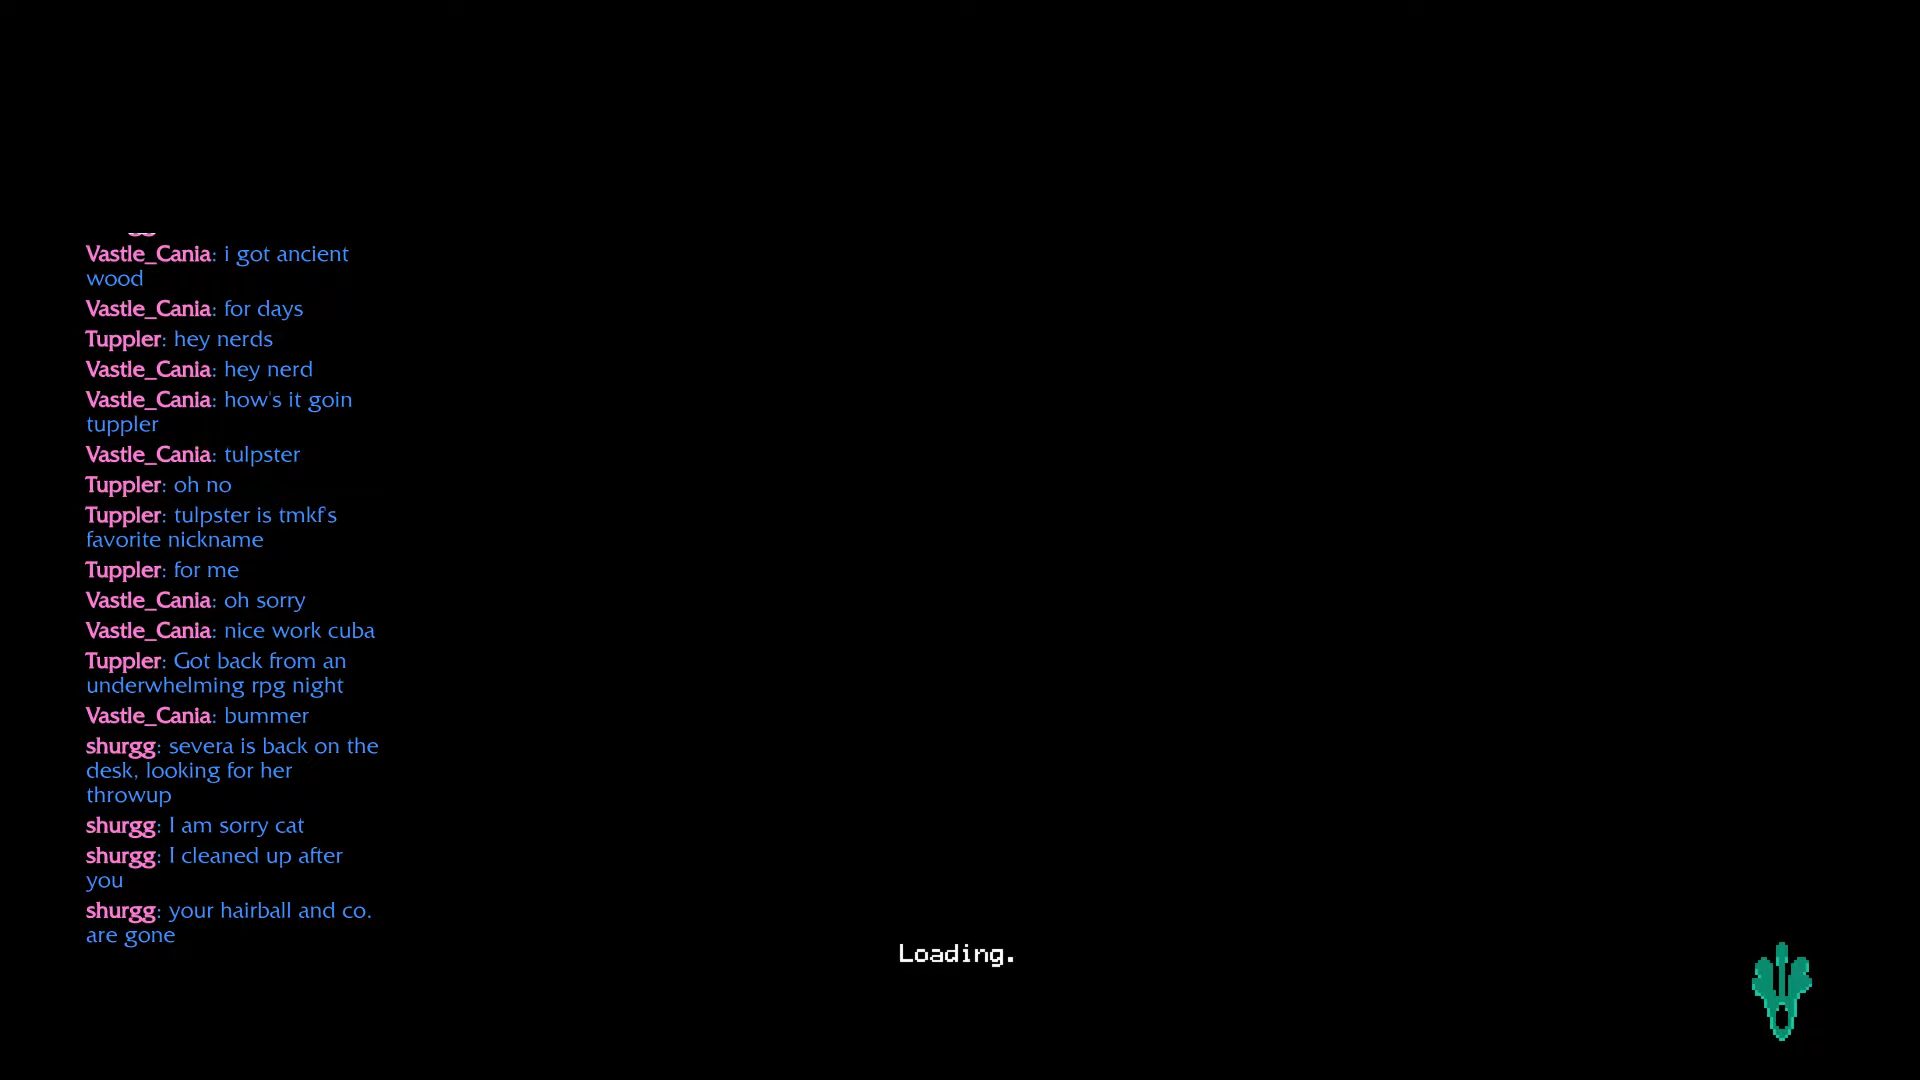 Vastle_Cania: i got ancient
wood
Vastle_Cania: for days
Tuppler: hey nerds
Vastle_Cania: hey nerd
Vastle_Cania: how's it goin
tuppler
Vastle_Cania: tulpster
Tuppler: oh no
Tuppler: tulpster is tmkf's
favorite nickname
Tuppler: for me
Vastle_Cania: oh sorry
Vastle_Cania: nice work cuba
Tuppler: Got back from an
underwhelming rpg night
Vastle_Cania: bummer
shurgg: severa is back on the
desk, looking for her
throwup
shurgg: I am sorry cat
shurgg: I cleaned up after
you
shurgg: your hairball and co.
are gone
Loading.